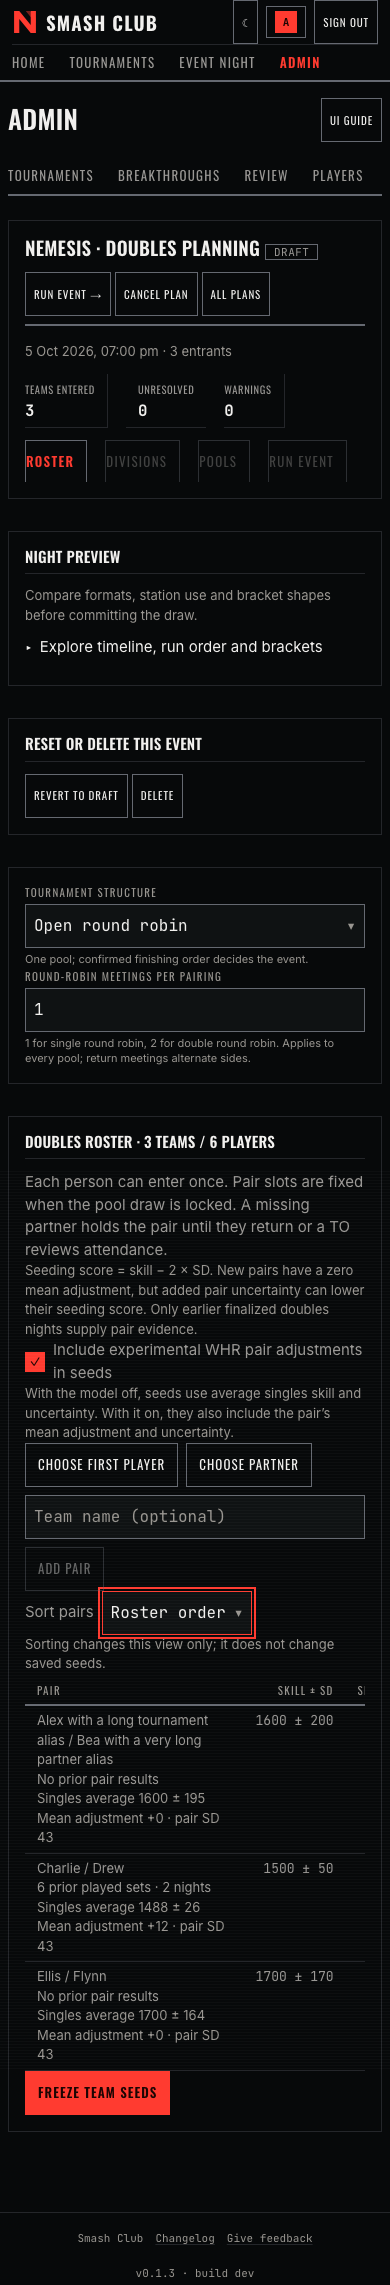 SMASH CLUB
A
SIGN OUT
HOME TOURNAMENTS EVENT NIGHT ADMIN
ADMIN
UI GUIDE
TOURNAMENTS BREAKTHROUGHS REVIEW PLAYERS
NEMESIS · DOUBLES PLANNING DRAFT
RUN EVENT → CANCEL PLAN ALL PLANS
5 Oct 2026, 07:00 pm · 3 entrants
TEAMS ENTERED UNRESOLVED WARNINGS
3 0 0
ROSTER DIVISIONS POOLS RUN EVENT
NIGHT PREVIEW
Compare formats, station use and bracket shapes
before committing the draw.
▸ Explore timeline, run order and brackets
RESET OR DELETE THIS EVENT
REVERT TO DRAFT DELETE
TOURNAMENT STRUCTURE
Open round robin ▾
One pool; confirmed finishing order decides the event.
ROUND-ROBIN MEETINGS PER PAIRING
1
1 for single round robin, 2 for double round robin. Applies to
every pool; return meetings alternate sides.
DOUBLES ROSTER · 3 TEAMS / 6 PLAYERS
Each person can enter once. Pair slots are fixed
when the pool draw is locked. A missing
partner holds the pair until they return or a TO
reviews attendance.
Seeding score = skill − 2 × SD. New pairs have a zero
mean adjustment, but added pair uncertainty can lower
their seeding score. Only earlier finalized doubles
nights supply pair evidence.
Include experimental WHR pair adjustments
in seeds
With the model off, seeds use average singles skill and
uncertainty. With it on, they also include the pair's
mean adjustment and uncertainty.
CHOOSE FIRST PLAYER CHOOSE PARTNER
Team name (optional)
ADD PAIR
Sort pairs Roster order ▾
Sorting changes this view only; it does not change
saved seeds.
PAIR SKILL ± SD
Alex with a long tournament 1600 ± 200
alias / Bea with a very long
partner alias
No prior pair results
Singles average 1600 ± 195
Mean adjustment +0 · pair SD
43
Charlie / Drew 1500 ± 50
6 prior played sets · 2 nights
Singles average 1488 ± 26
Mean adjustment +12 · pair SD
43
Ellis / Flynn 1700 ± 170
No prior pair results
Singles average 1700 ± 164
Mean adjustment +0 · pair SD
43
FREEZE TEAM SEEDS
Smash Club Changelog Give feedback
v0.1.3 · build dev